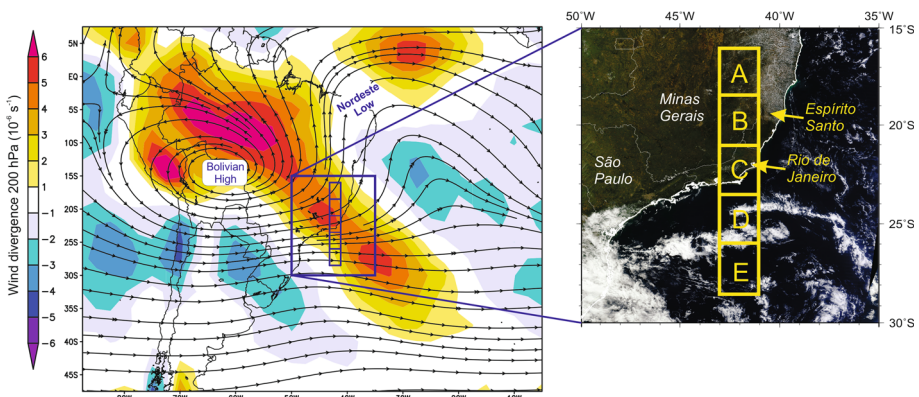 Wind divergence 200 hPa (10⁻⁶ s⁻¹)
6
5
4
3
2
1
−1
−2
−3
−4
−5
−6
5N
EQ
5S
10S
15S
20S
25S
30S
35S
40S
45S
Nordeste
Low
Bolivian
High
50°W
45°W
40°W
35°W
15°S
20°S
25°S
30°S
A
B
C
D
E
Minas
Gerais
Espírito
Santo
São
Paulo
Rio de
Janeiro